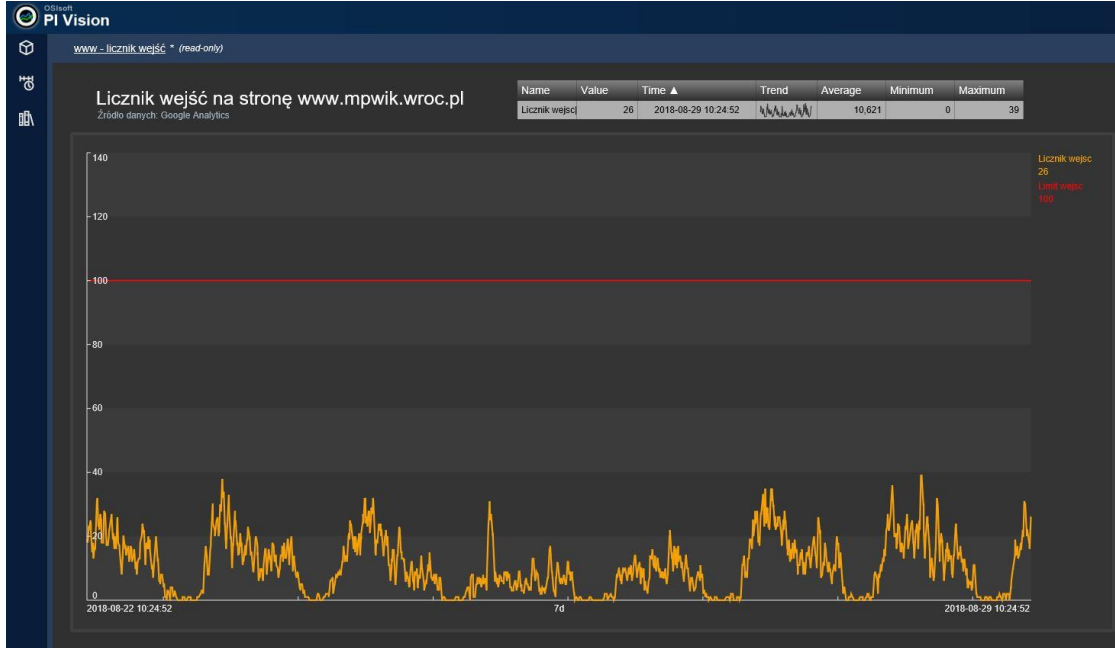 OSIsoft
PI Vision
www - licznik wejść * (read-only)
Licznik wejść na stronę www.mpwik.wroc.pl
Źródło danych: Google Analytics
Name Value Time ▲ Trend Average Minimum Maximum
Licznik wejsc 26 2018-08-29 10:24:52 10,621 0 39
140
120
100
80
60
40
20
0
Licznik wejsc
26
Limit wejsc
100
2018-08-22 10:24:52 7d 2018-08-29 10:24:52